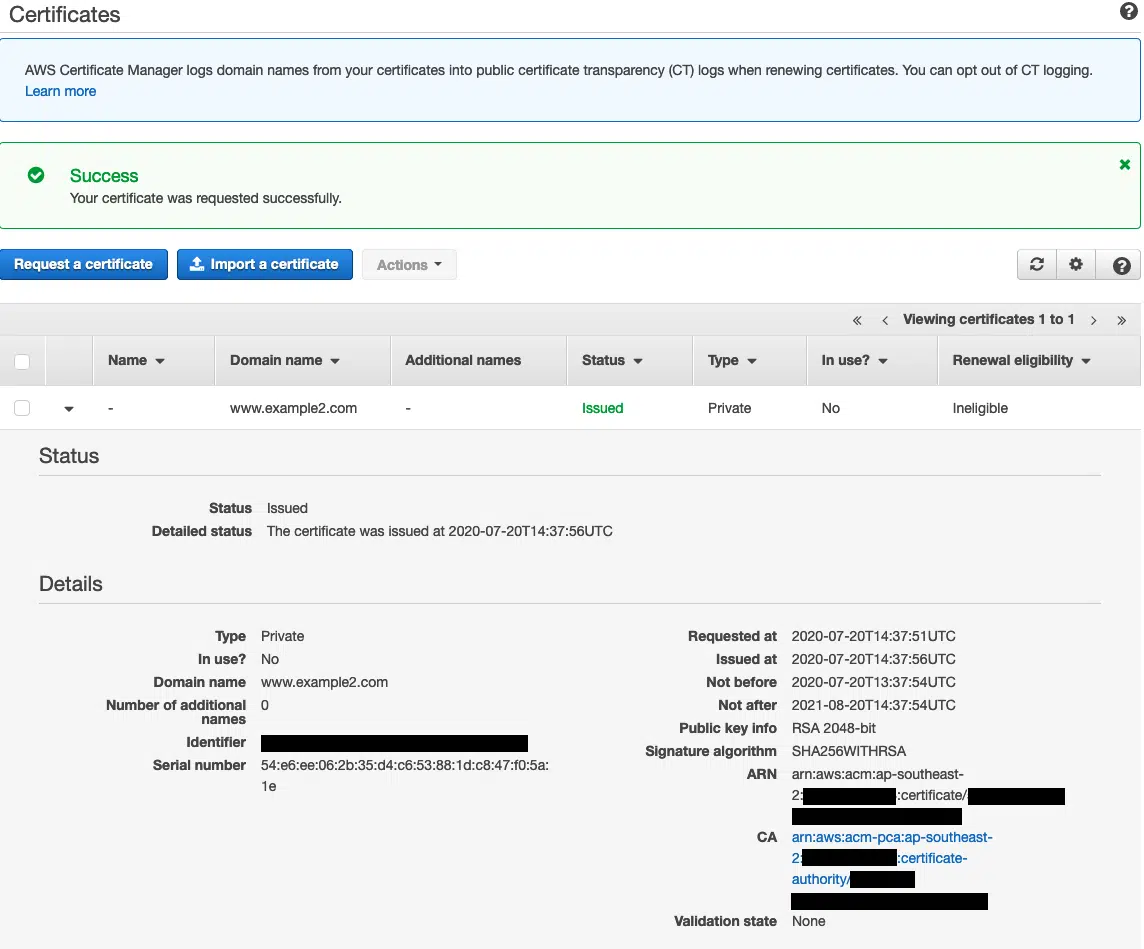 Certificates
AWS Certificate Manager logs domain names from your certificates into public certificate transparency (CT) logs when renewing certificates. You can opt out of CT logging.
Learn more
Success
Your certificate was requested successfully.
Request a certificate Import a certificate Actions
« ‹ Viewing certificates 1 to 1 › »
Name Domain name Additional names Status Type In use? Renewal eligibility
- www.example2.com - Issued Private No Ineligible
Status
Status Issued
Detailed status The certificate was issued at 2020-07-20T14:37:56UTC
Details
Type Private
In use? No
Domain name www.example2.com
Number of additional
names 0
Identifier
Serial number 54:e6:ee:06:2b:35:d4:c6:53:88:1d:c8:47:f0:5a:
1e
Requested at 2020-07-20T14:37:51UTC
Issued at 2020-07-20T14:37:56UTC
Not before 2020-07-20T13:37:54UTC
Not after 2021-08-20T14:37:54UTC
Public key info RSA 2048-bit
Signature algorithm SHA256WITHRSA
ARN arn:aws:acm:ap-southeast-
2: :certificate/
CA arn:aws:acm-pca:ap-southeast-
2: :certificate-
authority/
Validation state None